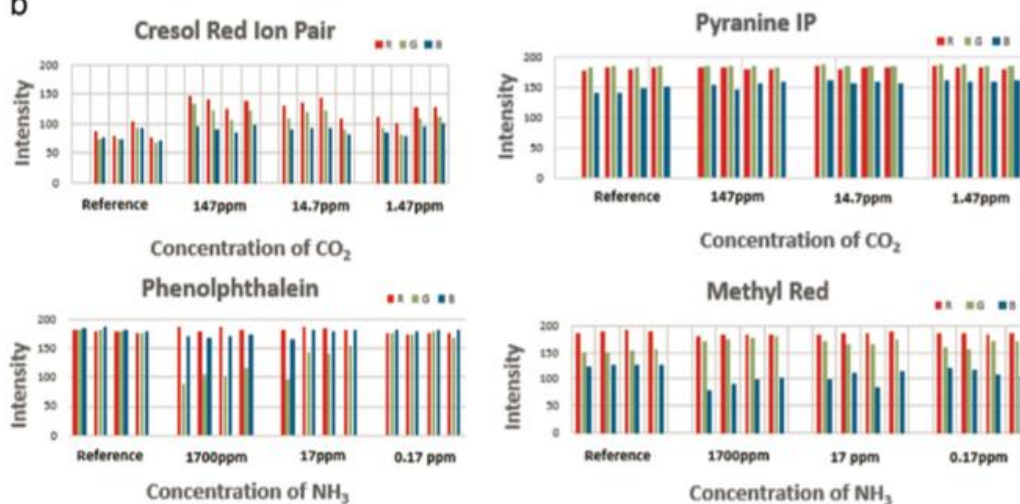 b
Cresol Red Ion Pair
R G B
200
150
100
50
0
Intensity
Reference 147ppm 14.7ppm 1.47ppm
Concentration of CO₂
Pyranine IP
R G B
200
150
100
50
0
Intensity
Reference 147ppm 14.7ppm 1.47ppm
Concentration of CO₂
Phenolphthalein
R G B
200
150
100
50
0
Intensity
Reference 1700ppm 17ppm 0.17 ppm
Concentration of NH₃
Methyl Red
R G B
200
150
100
50
0
Intensity
Reference 1700ppm 17 ppm 0.17ppm
Concentration of NH₃